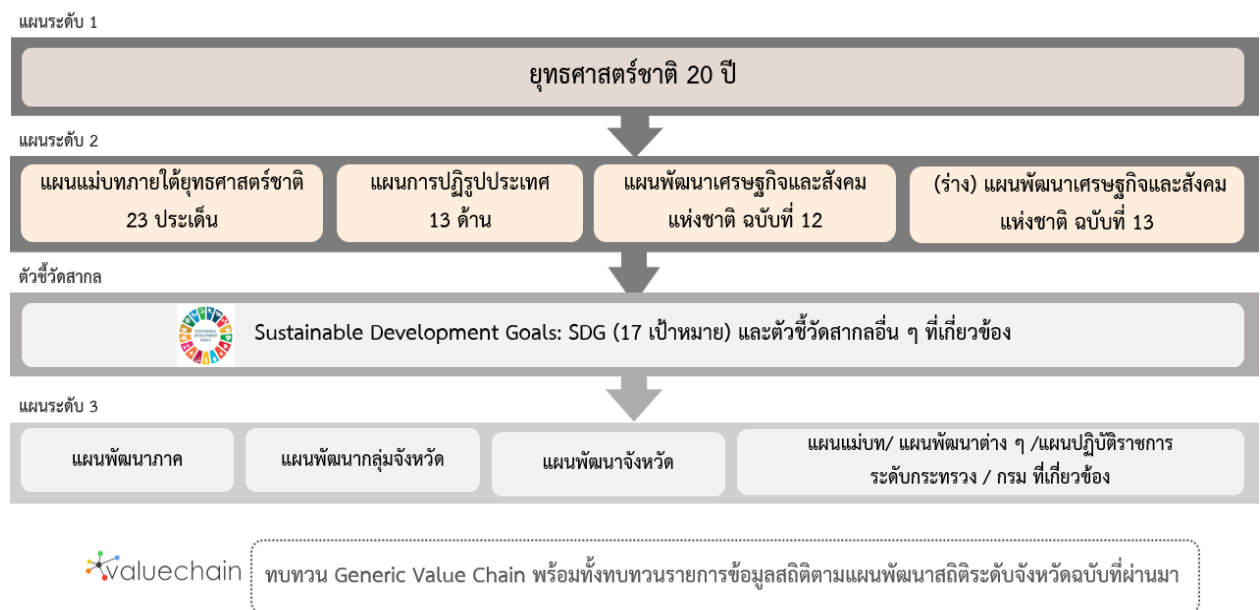 แผนระดับ 1
ยุทธศาสตร์ชาติ 20 ปี
แผนระดับ 2
แผนแม่บทภายใต้ยุทธศาสตร์ชาติ
23 ประเด็น
แผนการปฏิรูปประเทศ
13 ด้าน
แผนพัฒนาเศรษฐกิจและสังคม
แห่งชาติ ฉบับที่ 12
(ร่าง) แผนพัฒนาเศรษฐกิจและสังคม
แห่งชาติ ฉบับที่ 13
ตัวชี้วัดสากล
SUSTAINABLE
DEVELOPMENT
GOALS
Sustainable Development Goals: SDG (17 เป้าหมาย) และตัวชี้วัดสากลอื่น ๆ ที่เกี่ยวข้อง
แผนระดับ 3
แผนพัฒนาภาค
แผนพัฒนากลุ่มจังหวัด
แผนพัฒนาจังหวัด
แผนแม่บท/ แผนพัฒนาต่าง ๆ /แผนปฏิบัติราชการ
ระดับกระทรวง / กรม ที่เกี่ยวข้อง
valuechain
ทบทวน Generic Value Chain พร้อมทั้งทบทวนรายการข้อมูลสถิติตามแผนพัฒนาสถิติระดับจังหวัดฉบับที่ผ่านมา